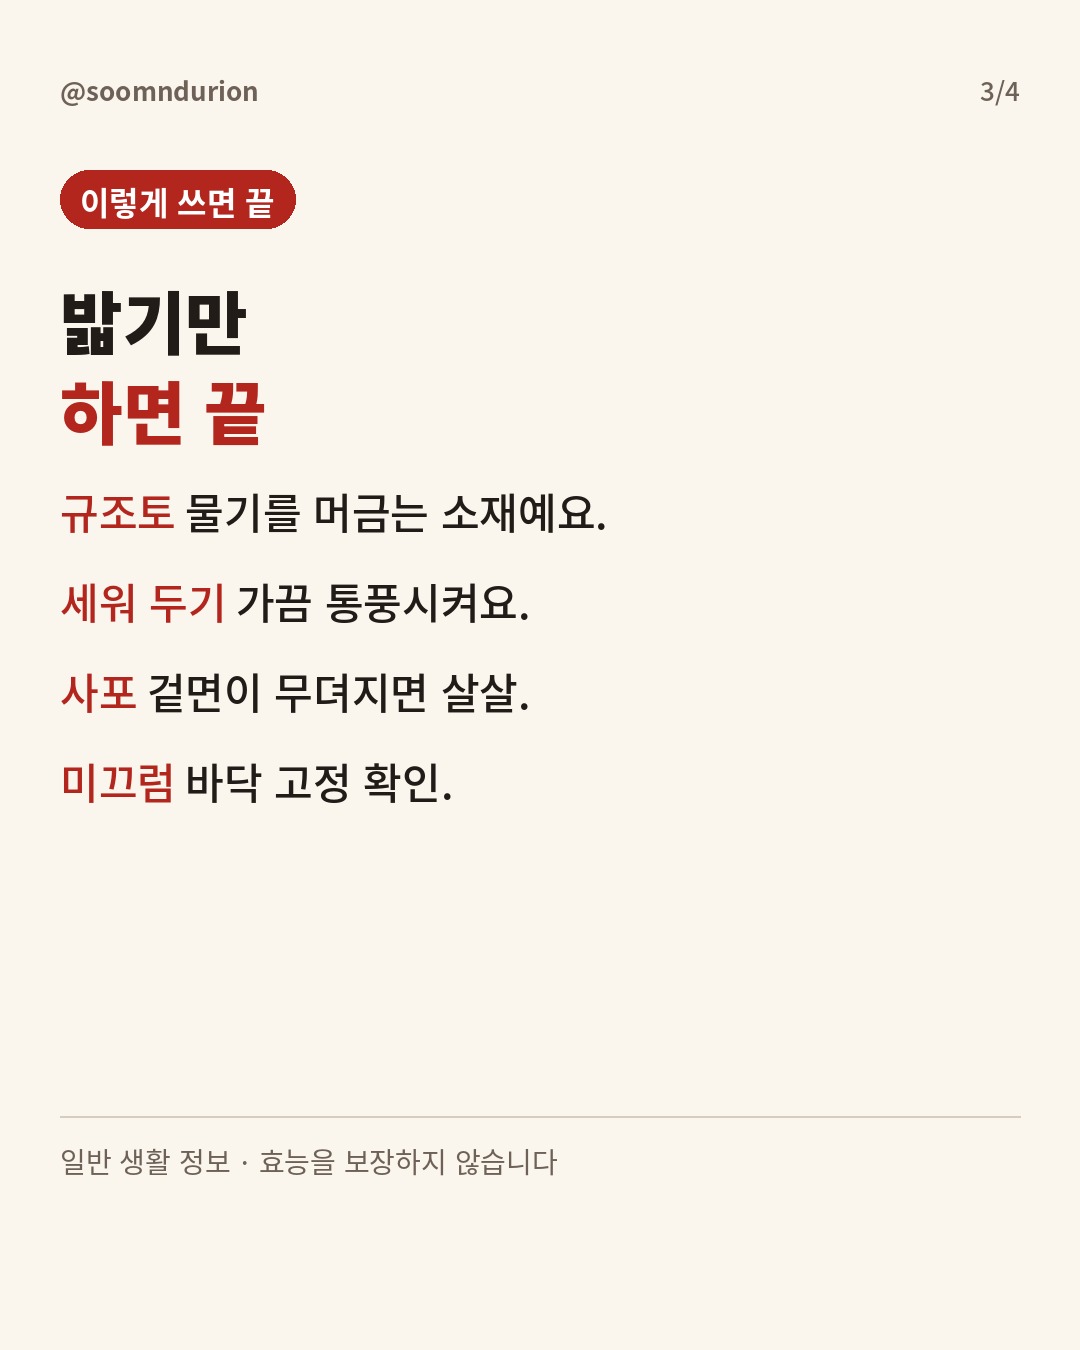 @soomndurion
3/4
이렇게 쓰면 끝
밟기만
하면 끝
규조토 물기를 머금는 소재예요.
세워 두기 가끔 통풍시켜요.
사포 겉면이 무뎌지면 살살.
미끄럼 바닥 고정 확인.
일반 생활 정보 · 효능을 보장하지 않습니다